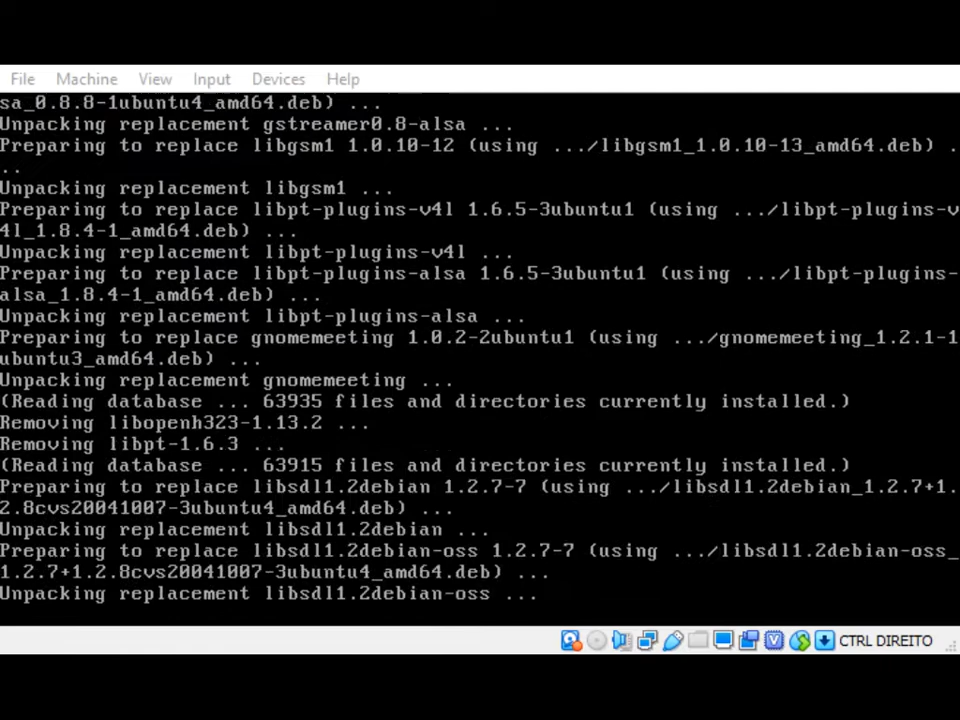 File Machine View Input Devices Help
sa_0.8.8-1ubuntu4_amd64.deb) ...
Unpacking replacement gstreamer0.8-alsa ...
Preparing to replace libgsm1 1.0.10-12 (using .../libgsm1_1.0.10-13_amd64.deb) .
..
Unpacking replacement libgsm1 ...
Preparing to replace libpt-plugins-v4l 1.6.5-3ubuntu1 (using .../libpt-plugins-v
4l_1.8.4-1_amd64.deb) ...
Unpacking replacement libpt-plugins-v4l ...
Preparing to replace libpt-plugins-alsa 1.6.5-3ubuntu1 (using .../libpt-plugins-
alsa_1.8.4-1_amd64.deb) ...
Unpacking replacement libpt-plugins-alsa ...
Preparing to replace gnomemeeting 1.0.2-2ubuntu1 (using .../gnomemeeting_1.2.1-1
ubuntu3_amd64.deb) ...
Unpacking replacement gnomemeeting ...
(Reading database ... 63935 files and directories currently installed.)
Removing libopenh323-1.13.2 ...
Removing libpt-1.6.3 ...
(Reading database ... 63915 files and directories currently installed.)
Preparing to replace libsdl1.2debian 1.2.7-7 (using .../libsdl1.2debian_1.2.7+1.
2.8cvs20041007-3ubuntu4_amd64.deb) ...
Unpacking replacement libsdl1.2debian ...
Preparing to replace libsdl1.2debian-oss 1.2.7-7 (using .../libsdl1.2debian-oss_
1.2.7+1.2.8cvs20041007-3ubuntu4_amd64.deb) ...
Unpacking replacement libsdl1.2debian-oss ...
CTRL DIREITO